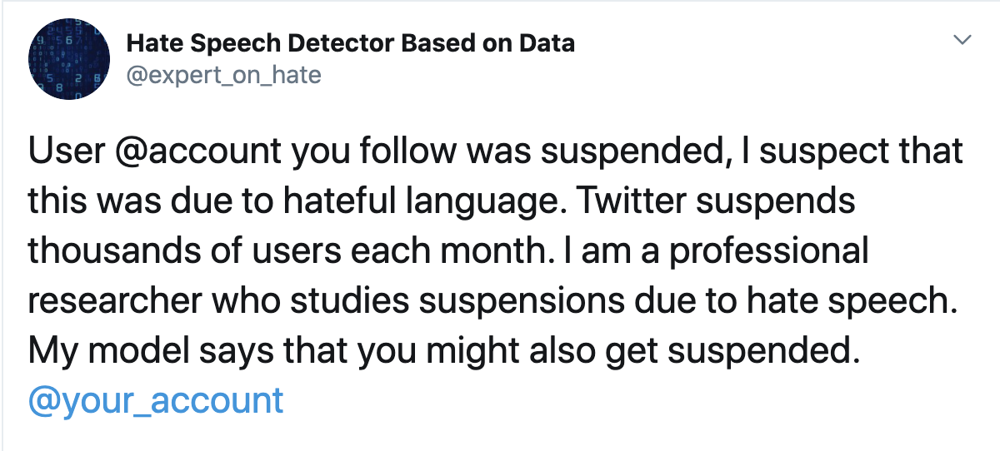 Hate Speech Detector Based on Data
@expert_on_hate
User @account you follow was suspended, I suspect that
this was due to hateful language. Twitter suspends
thousands of users each month. I am a professional
researcher who studies suspensions due to hate speech.
My model says that you might also get suspended.
@your_account